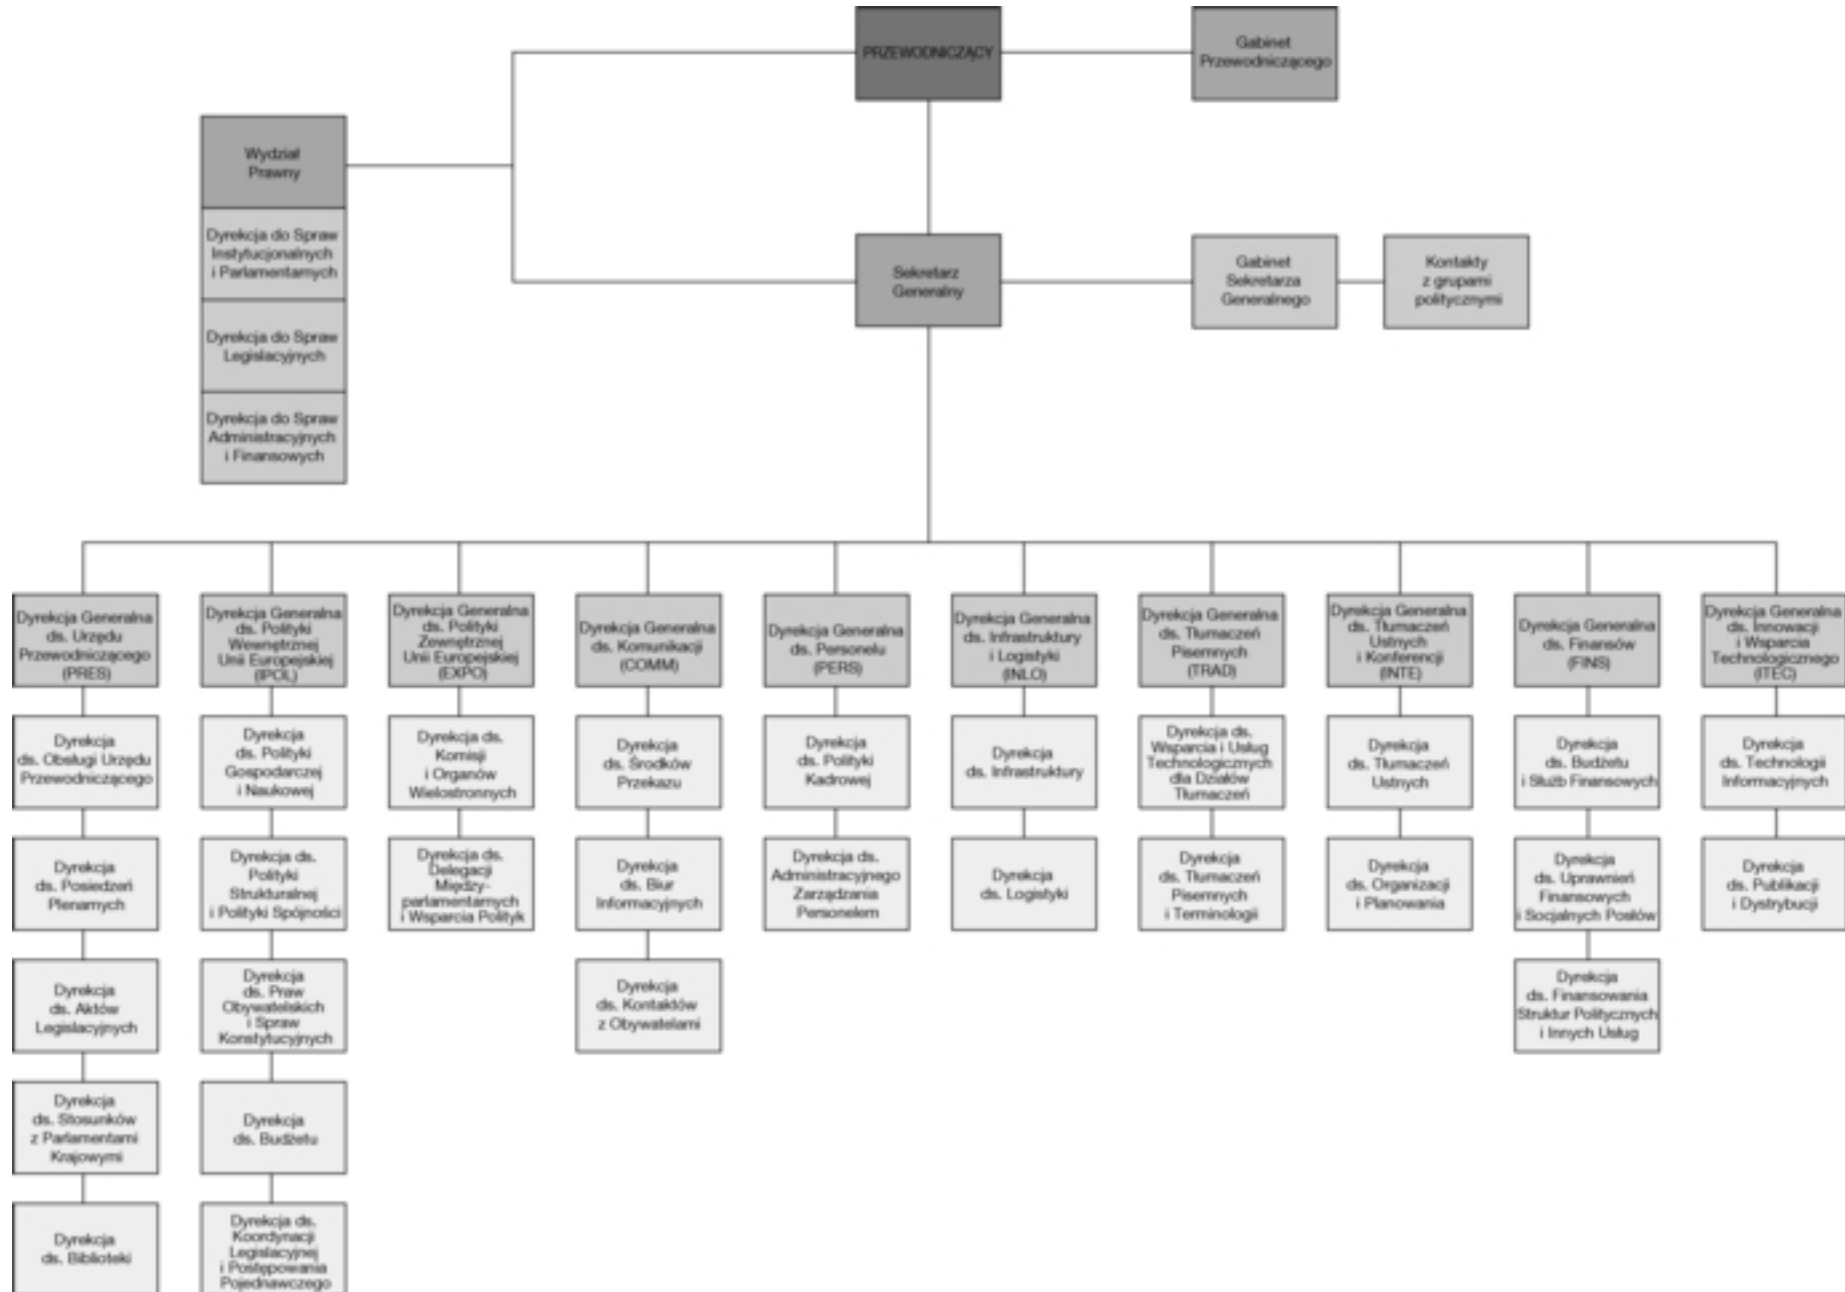 PRZEWODNICZĄCY
Gabinet
Przewodniczącego
Wydział
Prawny
Dyrekcja do Spraw
Instytucjonalnych
i Parlamentarnych
Dyrekcja do Spraw
Legislacyjnych
Dyrekcja do Spraw
Administracyjnych
i Finansowych
Sekretarz
Generalny
Gabinet
Sekretarza
Generalnego
Kontakty
z grupami
politycznymi
Dyrekcja Generalna
ds. Urzędu
Przewodniczącego
(PRES)
Dyrekcja
ds. Obsługi Urzędu
Przewodniczącego
Dyrekcja
ds. Posiedzeń
Plenarnych
Dyrekcja
ds. Aktów
Legislacyjnych
Dyrekcja
ds. Stosunków
z Parlamentami
Krajowymi
Dyrekcja
ds. Biblioteki
Dyrekcja Generalna
ds. Polityki
Wewnętrznej
Unii Europejskiej
(IPOL)
Dyrekcja
ds. Polityki
Gospodarczej
i Naukowej
Dyrekcja ds.
Polityki
Strukturalnej
i Polityki Spójności
Dyrekcja
ds. Praw
Obywatelskich
i Spraw
Konstytucyjnych
Dyrekcja
ds. Budżetu
Dyrekcja ds.
Koordynacji
Legislacyjnej
i Postępowania
Pojednawczego
Dyrekcja Generalna
ds. Polityki
Zewnętrznej
Unii Europejskiej
(EXPO)
Dyrekcja ds.
Komisji
i Organów
Wielostronnych
Dyrekcja ds.
Delegacji
Między-
parlamentarnych
i Wsparcia Polityk
Dyrekcja Generalna
ds. Komunikacji
(COMM)
Dyrekcja
ds. Środków
Przekazu
Dyrekcja
ds. Biur
Informacyjnych
Dyrekcja
ds. Kontaktów
z Obywatelami
Dyrekcja Generalna
ds. Personelu
(PERS)
Dyrekcja
ds. Polityki
Kadrowej
Dyrekcja ds.
Administracyjnego
Zarządzania
Personelem
Dyrekcja Generalna
ds. Infrastruktury
i Logistyki
(INLO)
Dyrekcja
ds. Infrastruktury
Dyrekcja
ds. Logistyki
Dyrekcja Generalna
ds. Tłumaczeń
Pisemnych
(TRAD)
Dyrekcja ds.
Wsparcia i Usług
Technologicznych
dla Działów
Tłumaczeń
Dyrekcja
ds. Tłumaczeń
Pisemnych
i Terminologii
Dyrekcja Generalna
ds. Tłumaczeń
Ustnych
i Konferencji
(INTE)
Dyrekcja
ds. Tłumaczeń
Ustnych
Dyrekcja
ds. Organizacji
i Planowania
Dyrekcja Generalna
ds. Finansów
(FINS)
Dyrekcja
ds. Budżetu
i Służb Finansowych
Dyrekcja
ds. Uprawnień
Finansowych
i Socjalnych Posłów
Dyrekcja
ds. Finansowania
Struktur Politycznych
i Innych Usług
Dyrekcja Generalna
ds. Innowacji
i Wsparcia
Technologicznego
(ITEC)
Dyrekcja
ds. Technologii
Informacyjnych
Dyrekcja
ds. Publikacji
i Dystrybucji